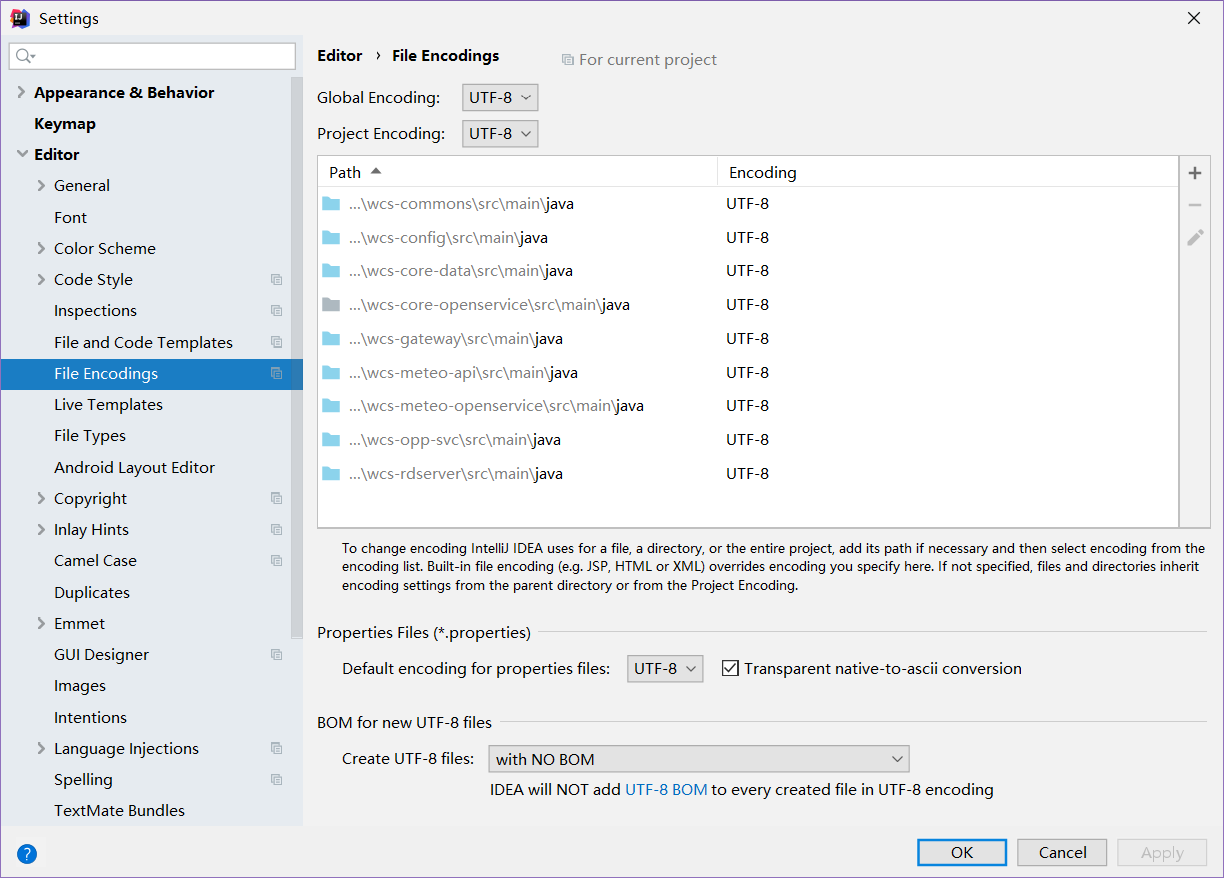 Settings
Editor › File Encodings For current project
Appearance & Behavior
Keymap
Editor
General
Font
Color Scheme
Code Style
Inspections
File and Code Templates
File Encodings
Live Templates
File Types
Android Layout Editor
Copyright
Inlay Hints
Camel Case
Duplicates
Emmet
GUI Designer
Images
Intentions
Language Injections
Spelling
TextMate Bundles
Global Encoding: UTF-8
Project Encoding: UTF-8
Path Encoding
...\wcs-commons\src\main\java UTF-8
...\wcs-config\src\main\java UTF-8
...\wcs-core-data\src\main\java UTF-8
...\wcs-core-openservice\src\main\java UTF-8
...\wcs-gateway\src\main\java UTF-8
...\wcs-meteo-api\src\main\java UTF-8
...\wcs-meteo-openservice\src\main\java UTF-8
...\wcs-opp-svc\src\main\java UTF-8
...\wcs-rdserver\src\main\java UTF-8
To change encoding IntelliJ IDEA uses for a file, a directory, or the entire project, add its path if necessary and then select encoding from the
encoding list. Built-in file encoding (e.g. JSP, HTML or XML) overrides encoding you specify here. If not specified, files and directories inherit
encoding settings from the parent directory or from the Project Encoding.
Properties Files (*.properties)
Default encoding for properties files: UTF-8 Transparent native-to-ascii conversion
BOM for new UTF-8 files
Create UTF-8 files: with NO BOM
IDEA will NOT add UTF-8 BOM to every created file in UTF-8 encoding
? OK Cancel Apply